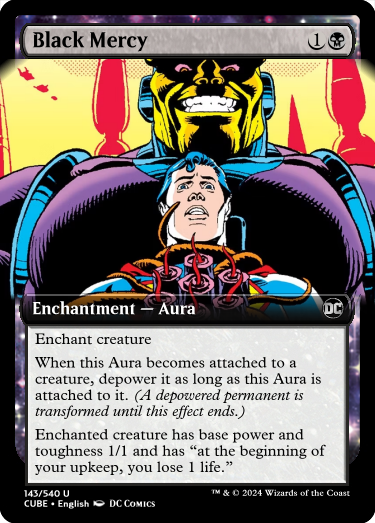 Black Mercy 1
Enchantment — Aura DC
Enchant creature
When this Aura becomes attached to a
creature, depower it as long as this Aura is
attached to it. (A depowered permanent is
transformed until this effect ends.)
Enchanted creature has base power and
toughness 1/1 and has “at the beginning of
your upkeep, you lose 1 life.”
143/540 U
CUBE • English DC COMICS
™ & © 2024 Wizards of the Coast